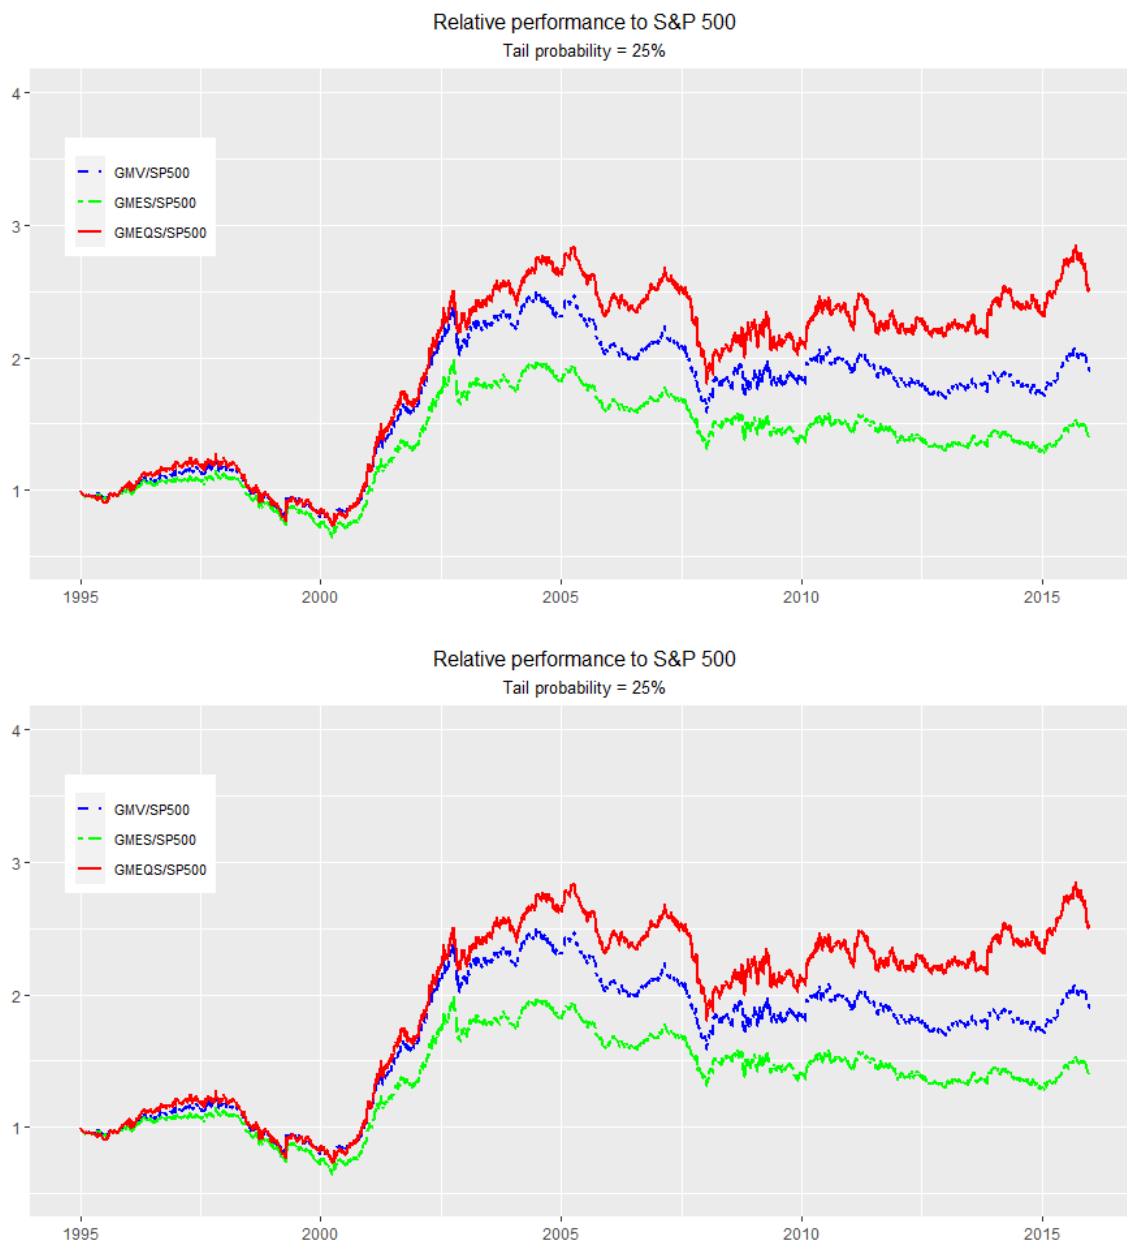 Relative performance to S&P 500
Tail probability = 25%
4
3
2
1
GMV/SP500
GMES/SP500
GMEQS/SP500
1995 2000 2005 2010 2015
Relative performance to S&P 500
Tail probability = 25%
4
3
2
1
GMV/SP500
GMES/SP500
GMEQS/SP500
1995 2000 2005 2010 2015